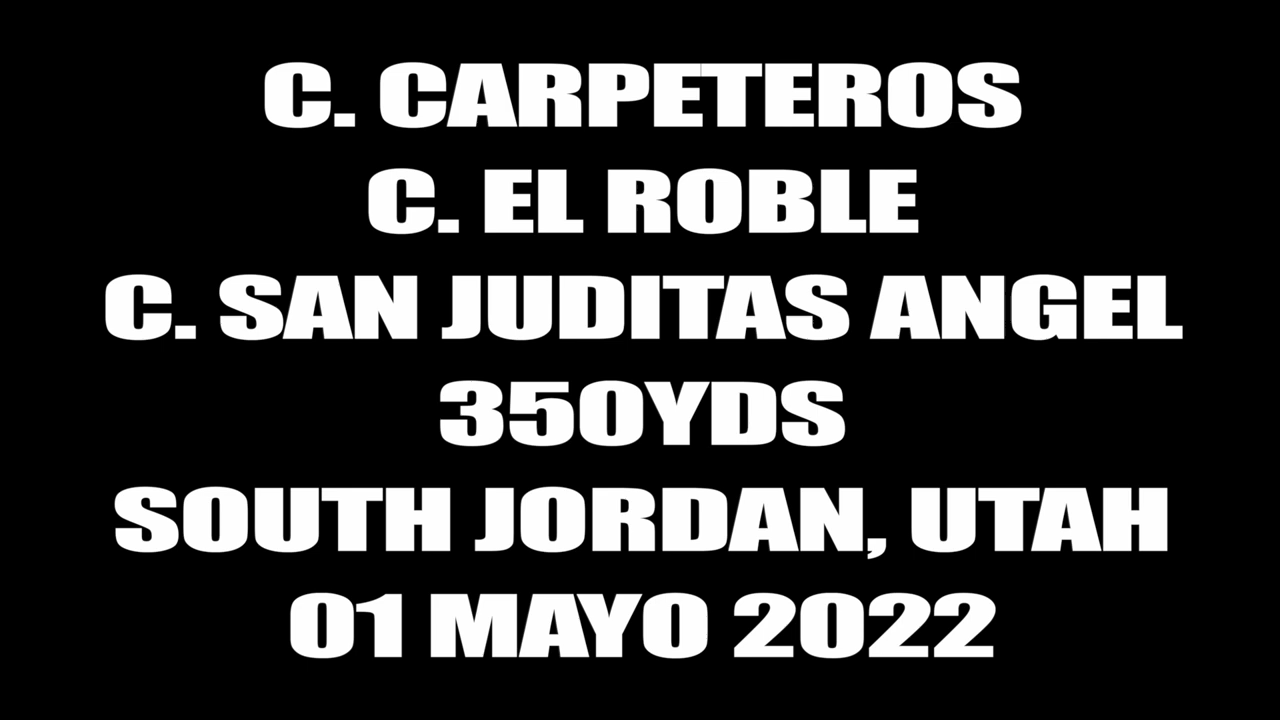 C. CARPETEROS
C. EL ROBLE
C. SAN JUDITAS ANGEL
350YDS
SOUTH JORDAN, UTAH
01 MAYO 2022